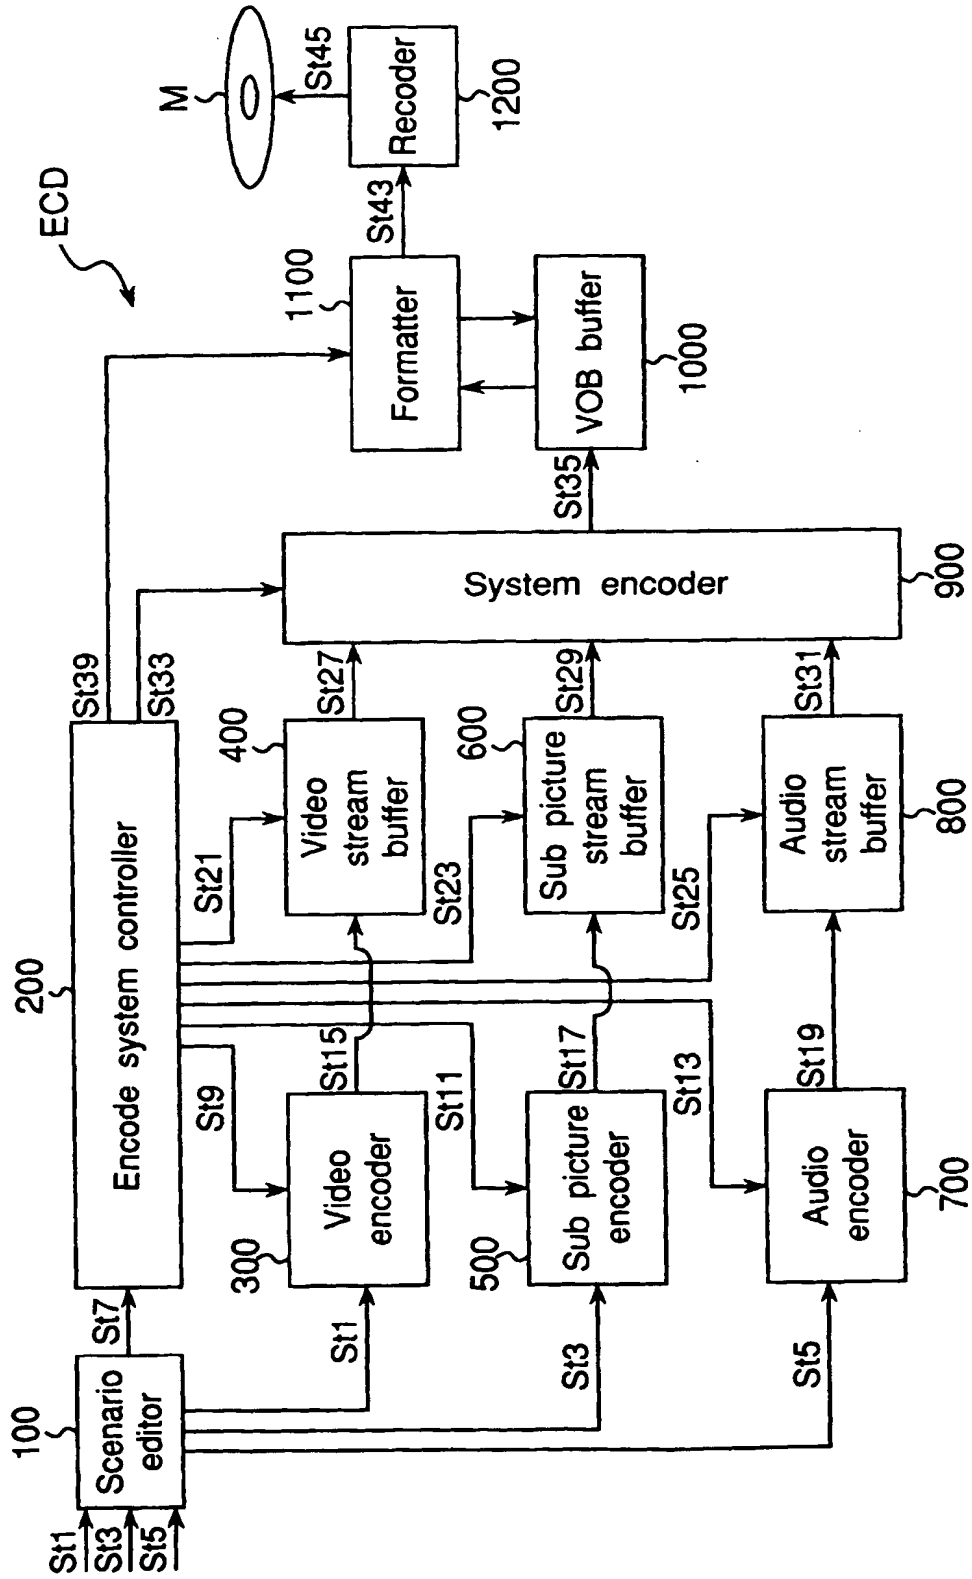 ECD
100
Scenario
editor
St1
St3
St5
St7
200
Encode system controller
St39
St33
St9
St21
St1
300
Video
encoder
St15
400
Video
stream
buffer
St27
St11
St23
St3
500
Sub picture
encoder
St17
600
Sub picture
stream
buffer
St29
St13
St25
St5
Audio
encoder
700
St19
Audio
stream
buffer
800
St31
System encoder
900
St35
1100
Formatter
VOB buffer
1000
St43
Recoder
1200
St45
M